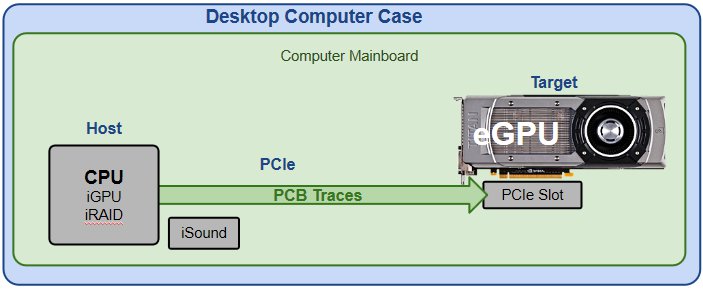 Desktop Computer Case
Computer Mainboard
Target
Host
eGPU
CPU
iGPU
iRAID
PCIe
PCB Traces
PCIe Slot
iSound